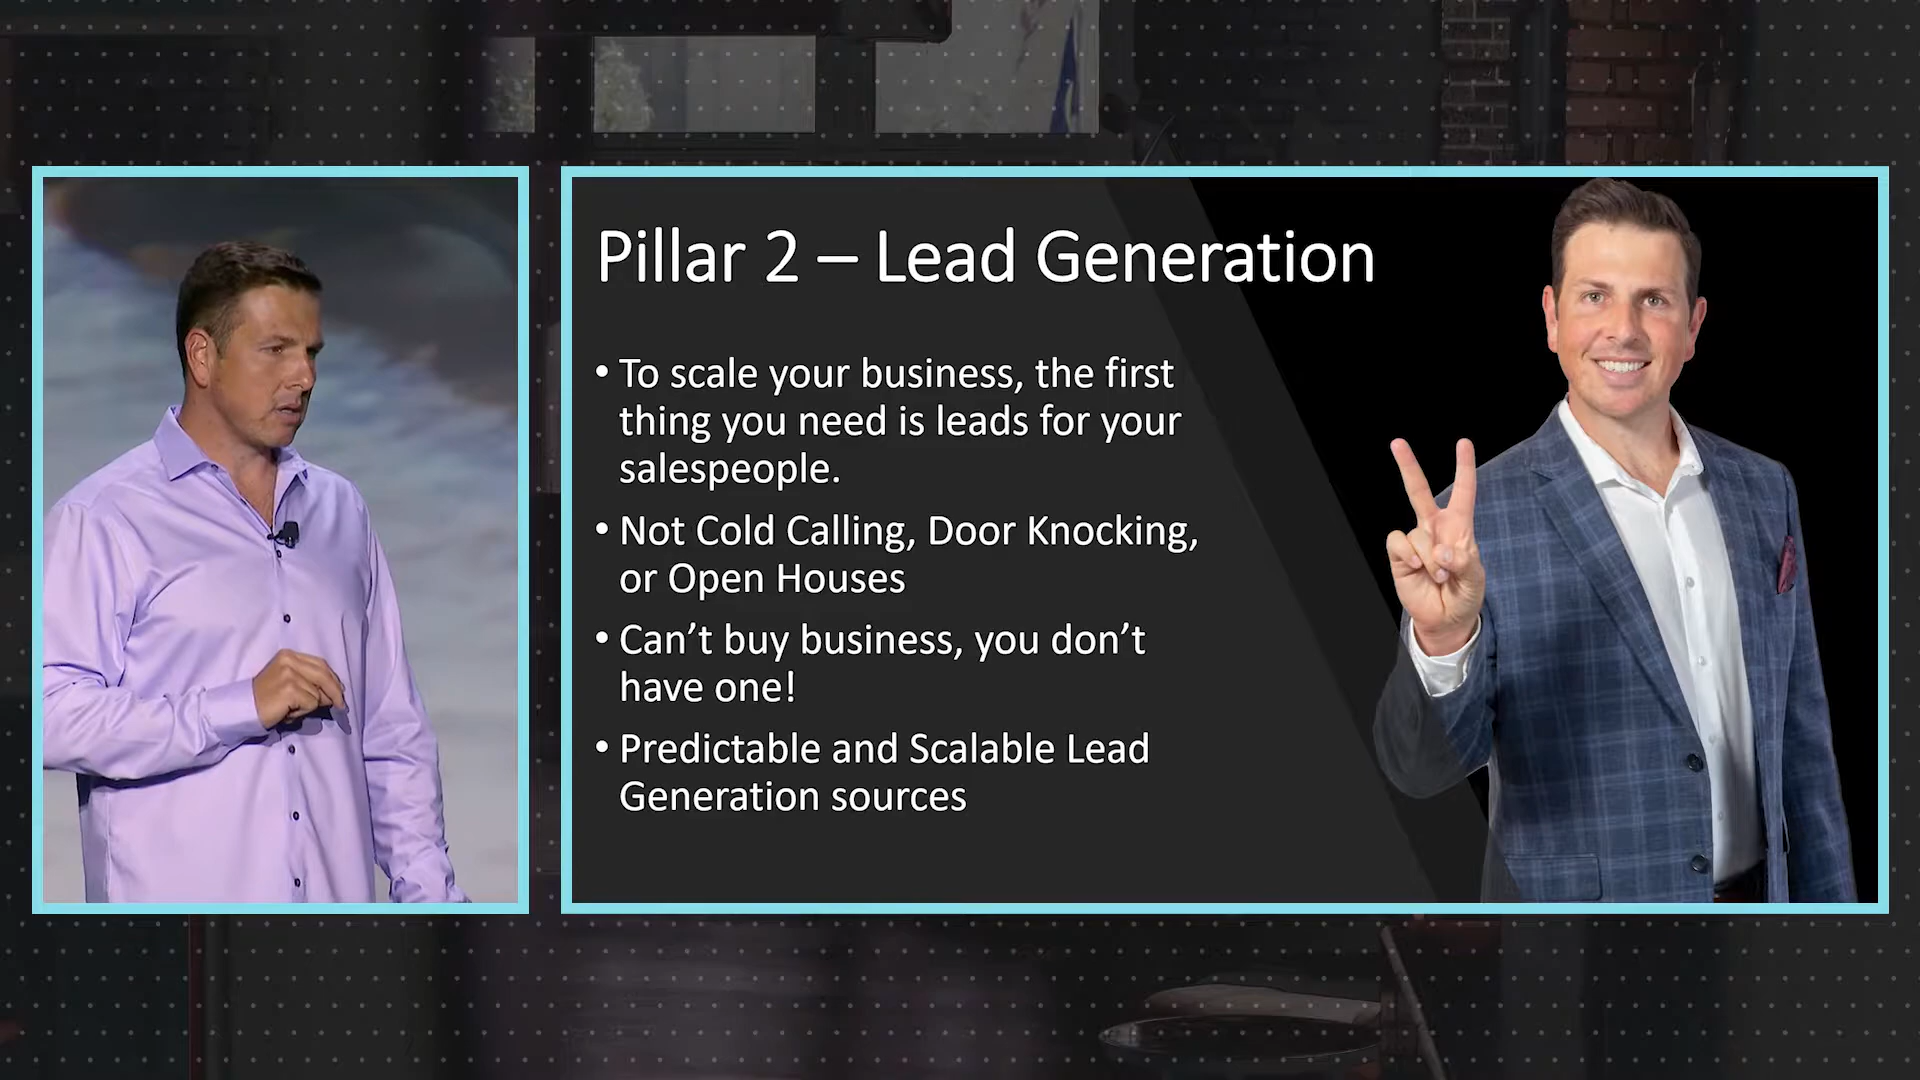 Pillar 2 – Lead Generation
• To scale your business, the first
thing you need is leads for your
salespeople.
• Not Cold Calling, Door Knocking,
or Open Houses
• Can’t buy business, you don’t
have one!
• Predictable and Scalable Lead
Generation sources